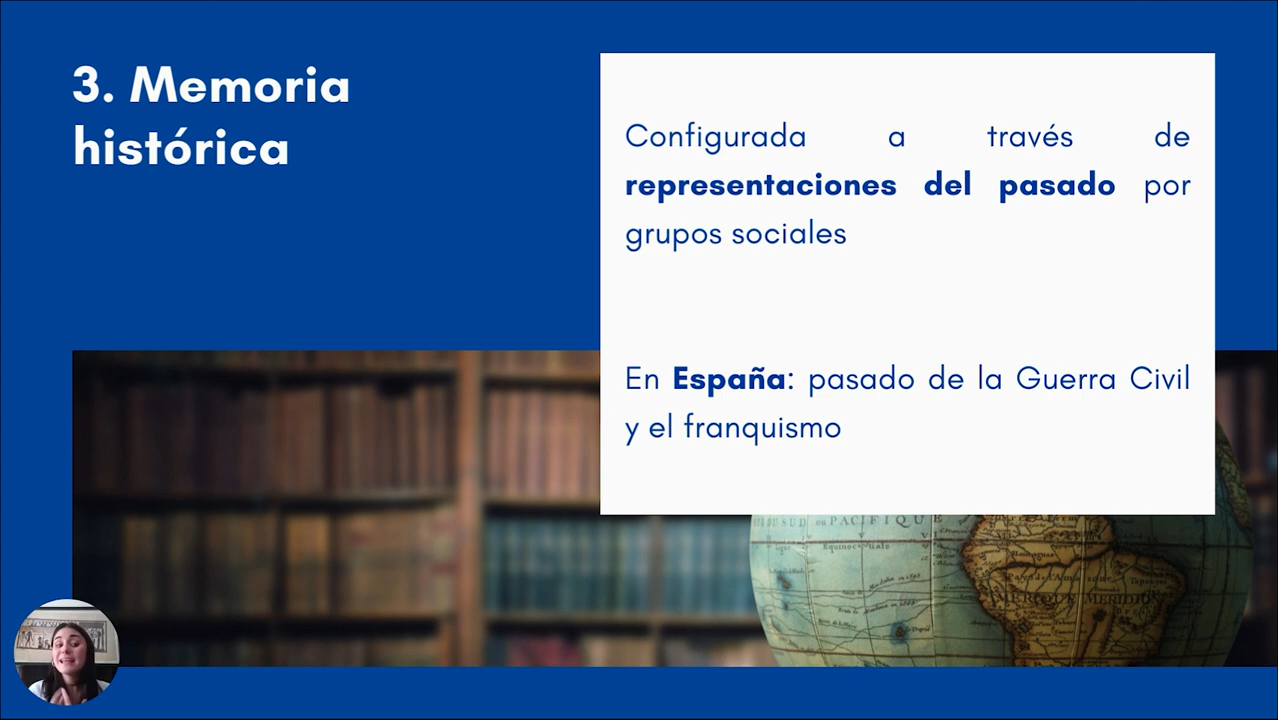 3. Memoria
histórica
Configurada a través de
representaciones del pasado por
grupos sociales
En España: pasado de la Guerra Civil
y el franquismo
PACIFIQUE